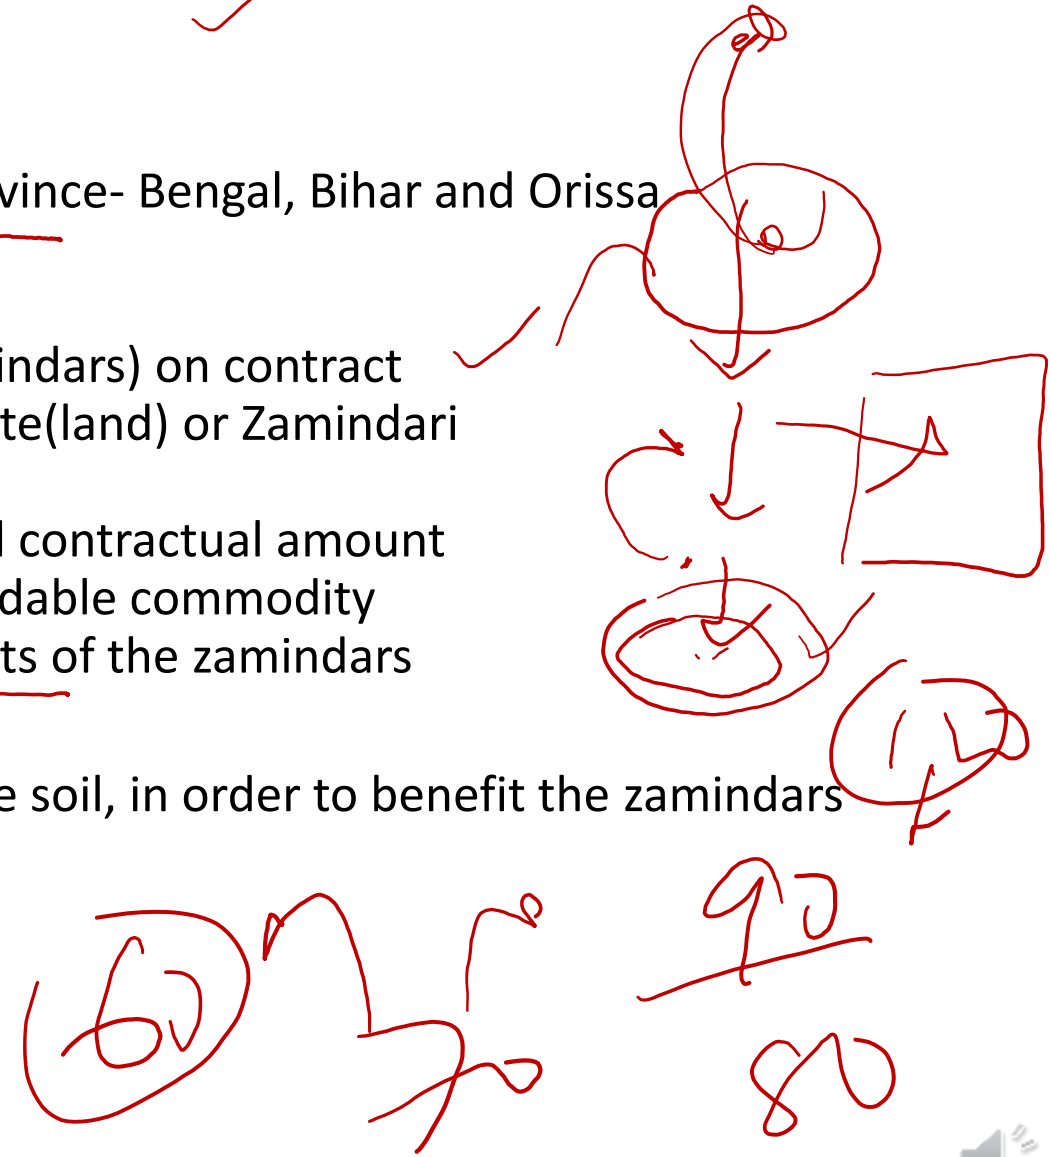 vince- Bengal, Bihar and Orissa
indars) on contract
te(land) or Zamindari
l contractual amount
dable commodity
ts of the zamindars
e soil, in order to benefit the zamindars
90
60
70
80